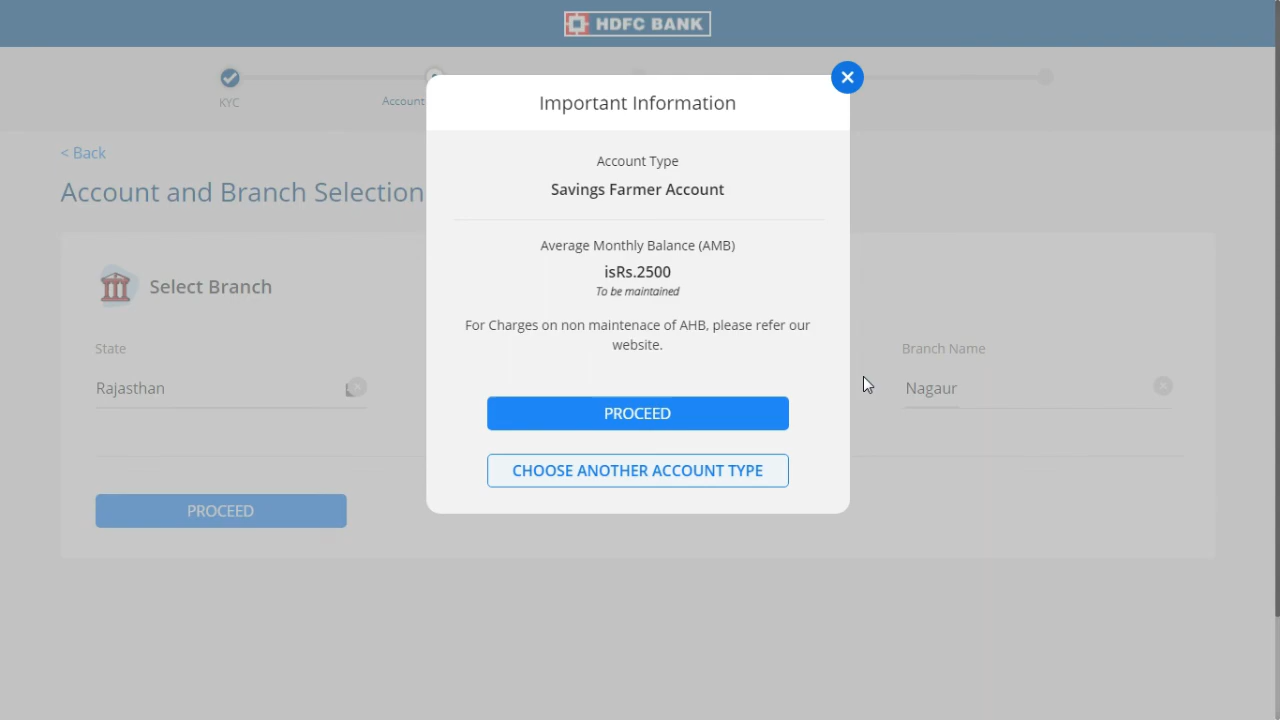 HDFC BANK
KYC
Account
Important Information
< Back
Account and Branch Selection
Account Type
Savings Farmer Account
Average Monthly Balance (AMB)
isRs.2500
To be maintained
Select Branch
For Charges on non maintenace of AHB, please refer our
website.
State
Branch Name
Rajasthan
Nagaur
PROCEED
CHOOSE ANOTHER ACCOUNT TYPE
PROCEED